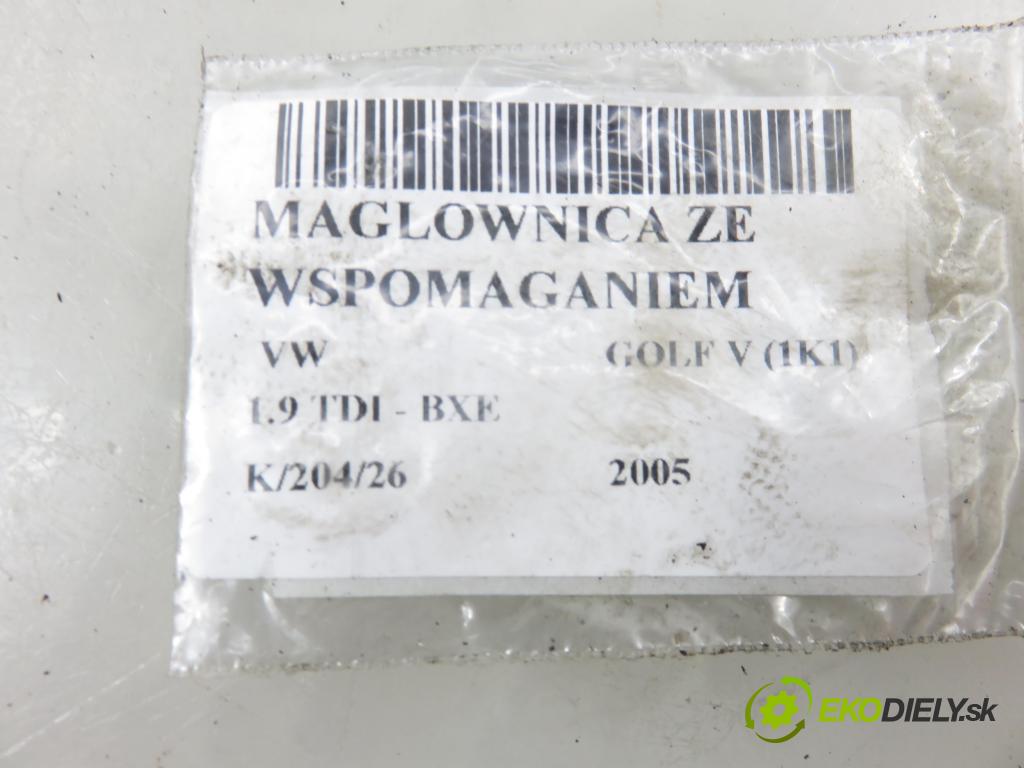 MAGLOWNICA ZE
WSPOMAGANIEM
VW GOLF V (1K1)
1.9 TDI - BXE
K/204/26 2005
EKODIELY.sk